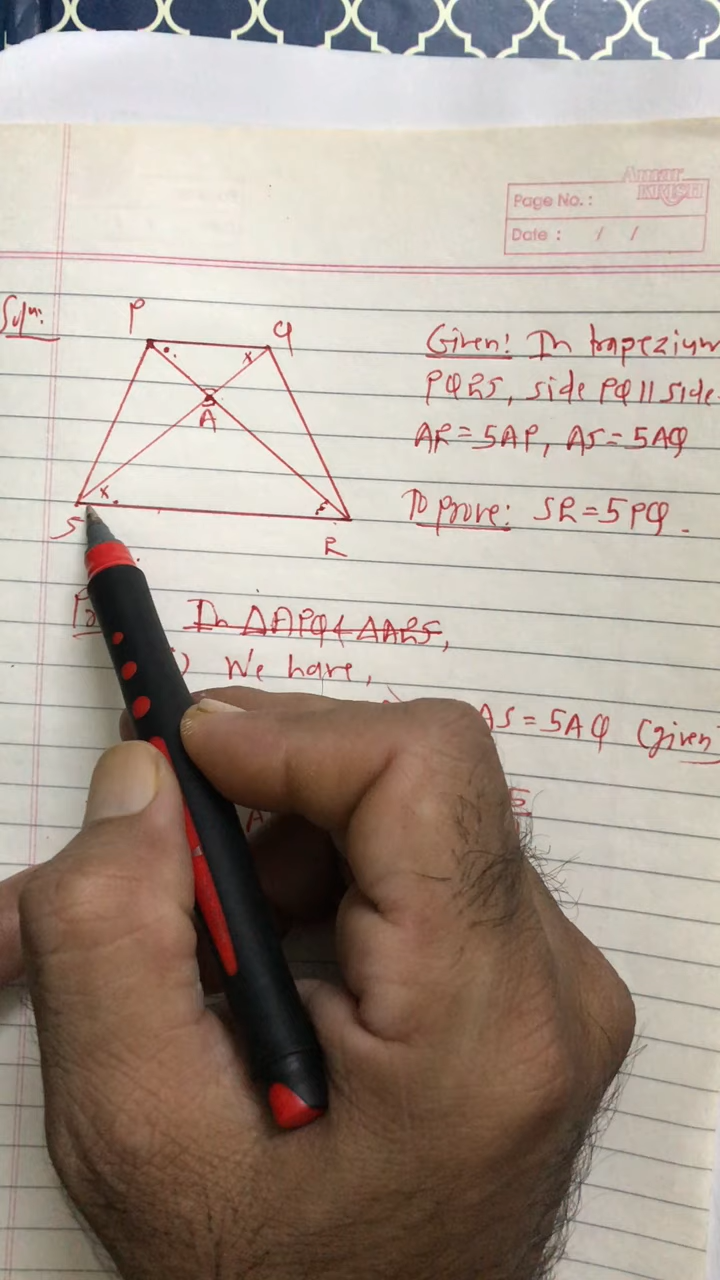 Amar
KRISH
Page No. :
Date : / /
Soln:
P
Q
Given: In trapezium
PQRS, side PQ || side
A
AR = 5AP, AS = 5AQ
x
x
To prove: SR = 5PQ.
S
R
In ΔAPQ & ΔARS,
) We have,
AS = 5AQ (given)
A